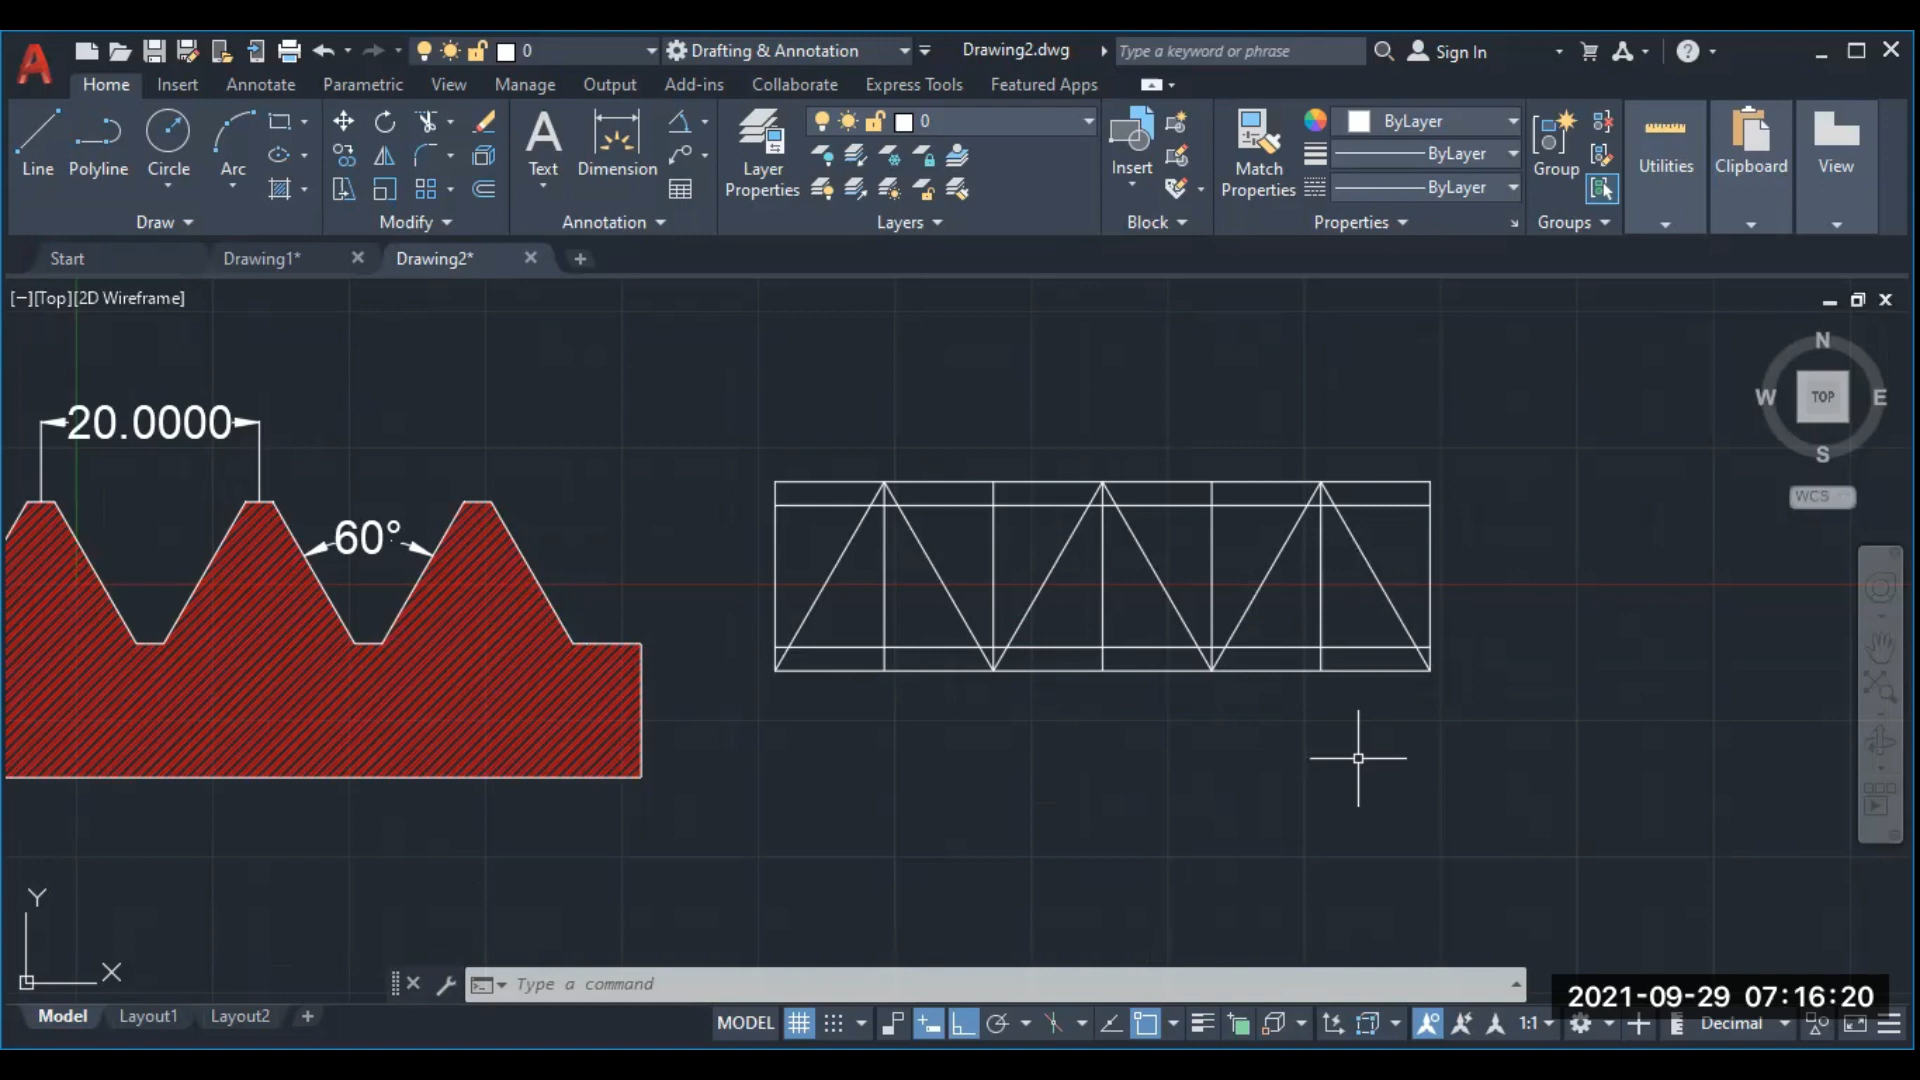 0
Drafting & Annotation
Drawing2.dwg
Type a keyword or phrase
Sign In
Home
Insert
Annotate
Parametric
View
Manage
Output
Add-ins
Collaborate
Express Tools
Featured Apps
Line
Polyline
Circle
Arc
Text
Dimension
Layer
Properties
0
Insert
Match
Properties
ByLayer
ByLayer
ByLayer
Group
Utilities
Clipboard
View
Draw
Modify
Annotation
Layers
Block
Properties
Groups
Start
Drawing1*
Drawing2*
[−][Top][2D Wireframe]
N
W
TOP
E
S
WCS
20.0000
60°
Y
X
Type a command
2021-09-29 07:16:20
Model
Layout1
Layout2
MODEL
1:1
Decimal